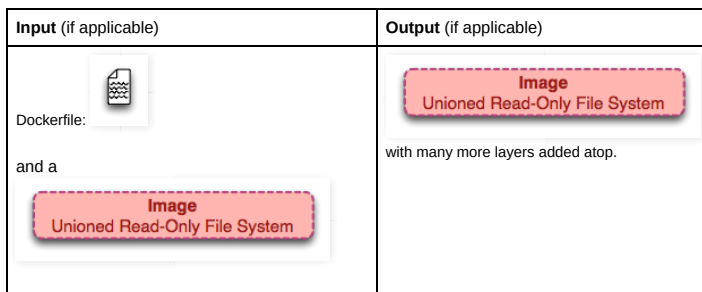 Input (if applicable)
Output (if applicable)
Dockerfile:
and a
Image
Unioned Read-Only File System
Image
Unioned Read-Only File System
with many more layers added atop.